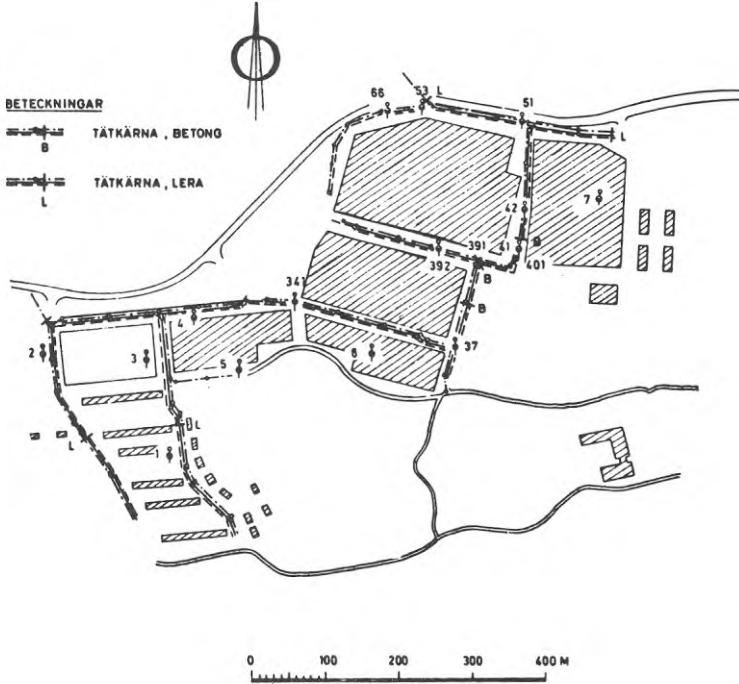 BETECKNINGAR
B
TÄTKÄRNA , BETONG
L
TÄTKÄRNA , LERA
66
53
L
51
L
7
42
391
41
B
401
392
B
341
B
4
37
2
3
5
6
L
L
1
0 100 200 300 400 M